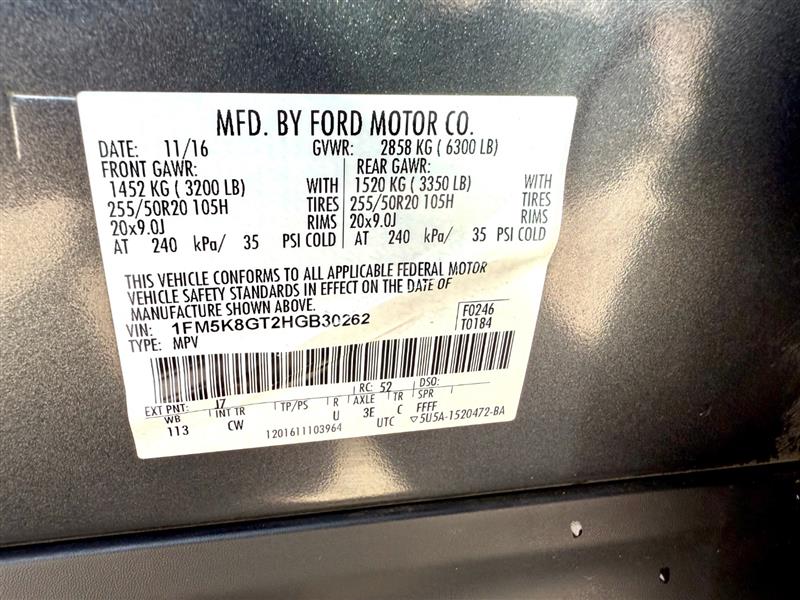 MFD. BY FORD MOTOR CO.
DATE: 11/16 GVWR: 2858 KG ( 6300 LB)
FRONT GAWR: REAR GAWR:
1452 KG ( 3200 LB) WITH 1520 KG ( 3350 LB) WITH
255/50R20 105H TIRES 255/50R20 105H TIRES
20x9.0J RIMS 20x9.0J RIMS
AT 240 kPa/ 35 PSI COLD AT 240 kPa/ 35 PSI COLD
THIS VEHICLE CONFORMS TO ALL APPLICABLE FEDERAL MOTOR
VEHICLE SAFETY STANDARDS IN EFFECT ON THE DATE OF
MANUFACTURE SHOWN ABOVE.
VIN: 1FM5K8GT2HGB30262 F0246
TYPE: MPV T0184
EXT PNT: J7 RC: 52 DSO:
WB INT TR TP/PS R AXLE TR SPR
113 CW U 3E C FFFF
1201611103964 UTC ▽5U5A-1520472-BA